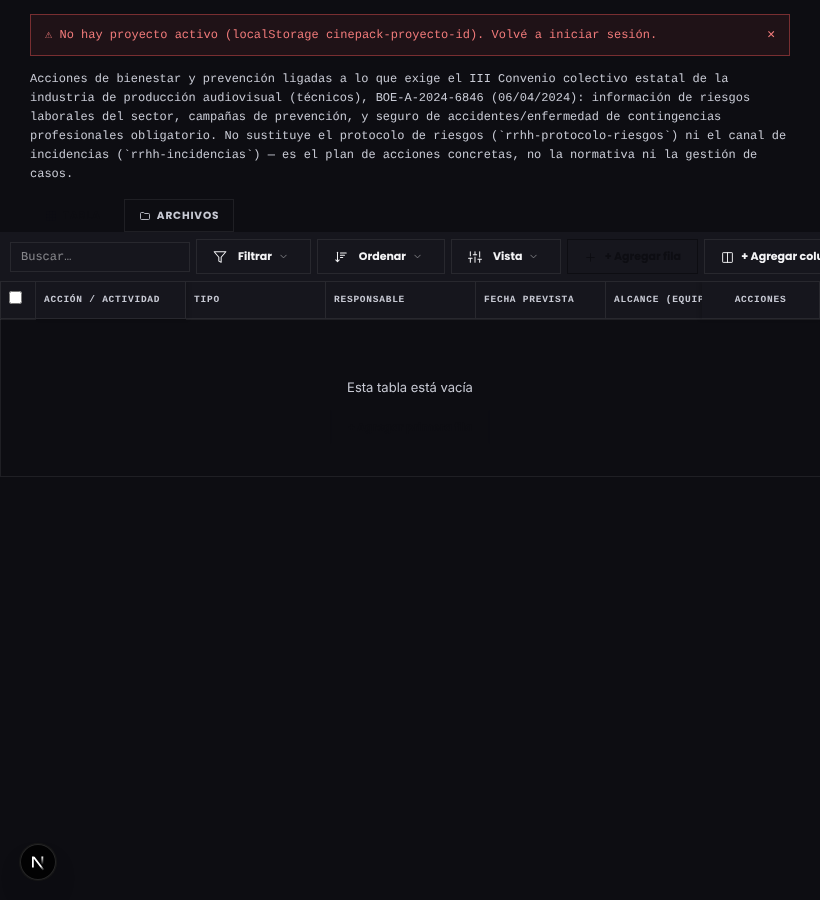 ⚠ No hay proyecto activo (localStorage cinepack-proyecto-id). Volvé a iniciar sesión. ×
Acciones de bienestar y prevención ligadas a lo que exige el III Convenio colectivo estatal de la
industria de producción audiovisual (técnicos), BOE-A-2024-6846 (06/04/2024): información de riesgos
laborales del sector, campañas de prevención, y seguro de accidentes/enfermedad de contingencias
profesionales obligatorio. No sustituye el protocolo de riesgos (`rrhh-protocolo-riesgos`) ni el canal de
incidencias (`rrhh-incidencias`) — es el plan de acciones concretas, no la normativa ni la gestión de
casos.
ARCHIVOS
Buscar… Filtrar Ordenar Vista + Agregar fila + Agregar colu
ACCIÓN / ACTIVIDAD TIPO RESPONSABLE FECHA PREVISTA ALCANCE (EQUIP ACCIONES
Esta tabla está vacía
N